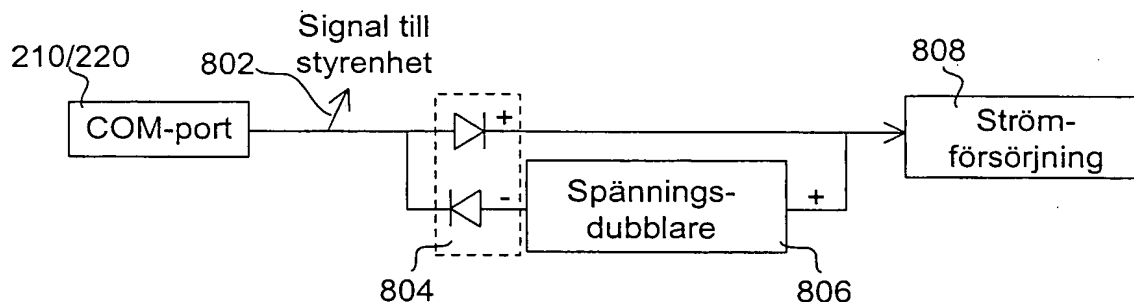 Signal till
styrenhet
210/220
802
808
COM-port
+
Ström-
försörjning
-
Spännings-
dubblare
+
804
806